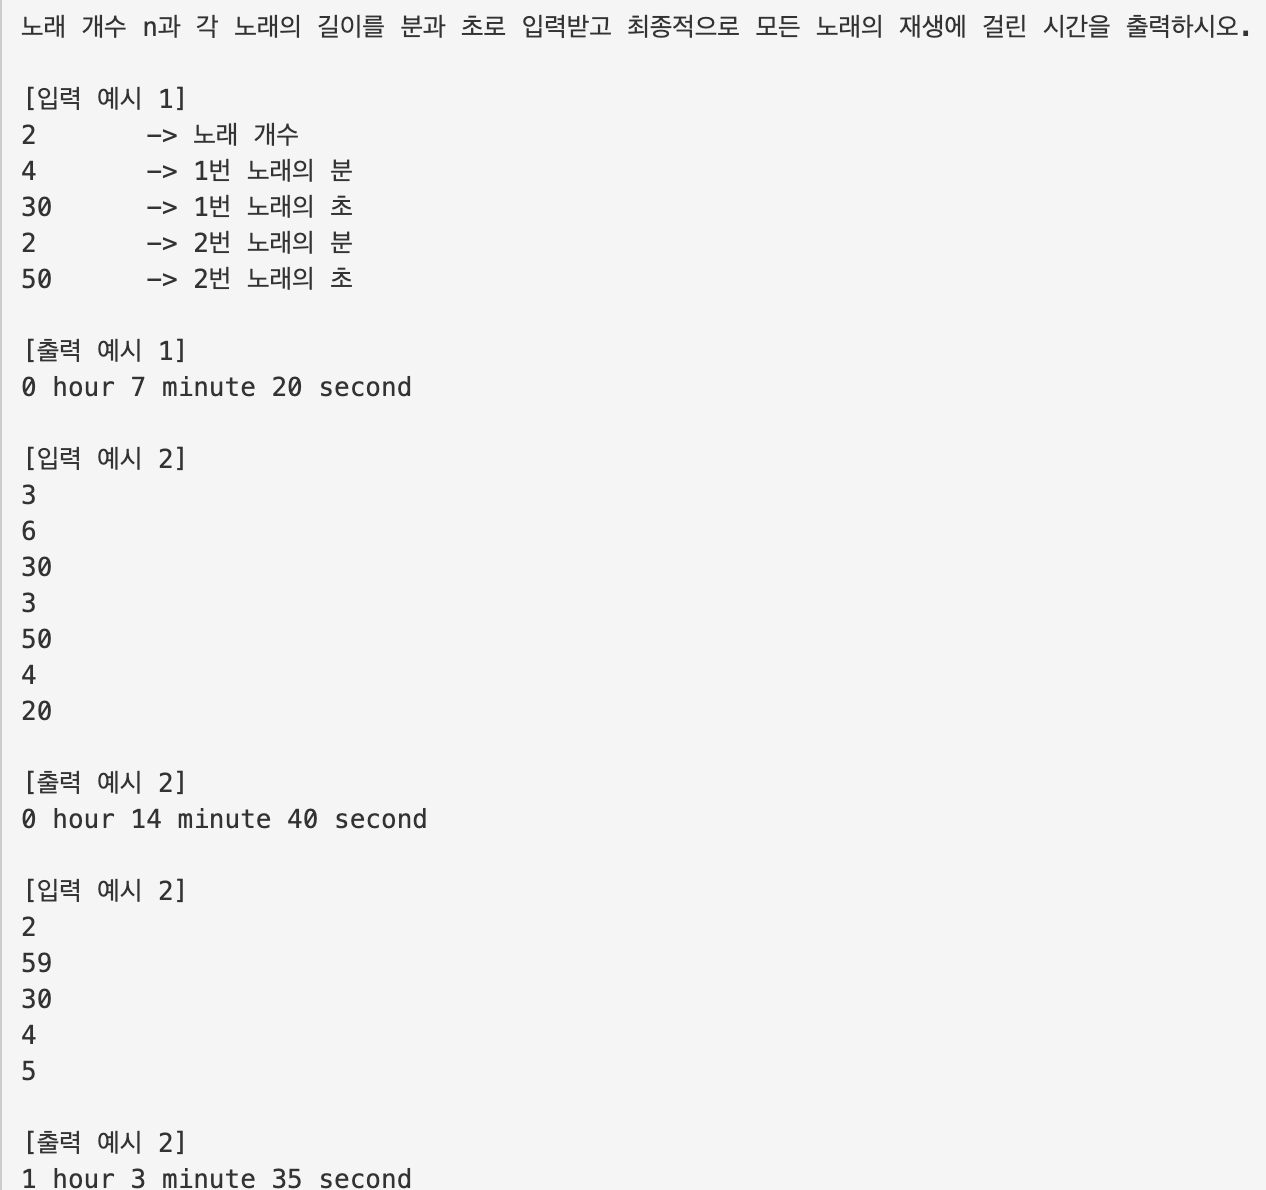 노래 개수 n과 각 노래의 길이를 분과 초로 입력받고 최종적으로 모든 노래의 재생에 걸린 시간을 출력하시오.
[입력 예시 1]
2 -> 노래 개수
4 -> 1번 노래의 분
30 -> 1번 노래의 초
2 -> 2번 노래의 분
50 -> 2번 노래의 초
[출력 예시 1]
0 hour 7 minute 20 second
[입력 예시 2]
3
6
30
3
50
4
20
[출력 예시 2]
0 hour 14 minute 40 second
[입력 예시 2]
2
59
30
4
5
[출력 예시 2]
1 hour 3 minute 35 second